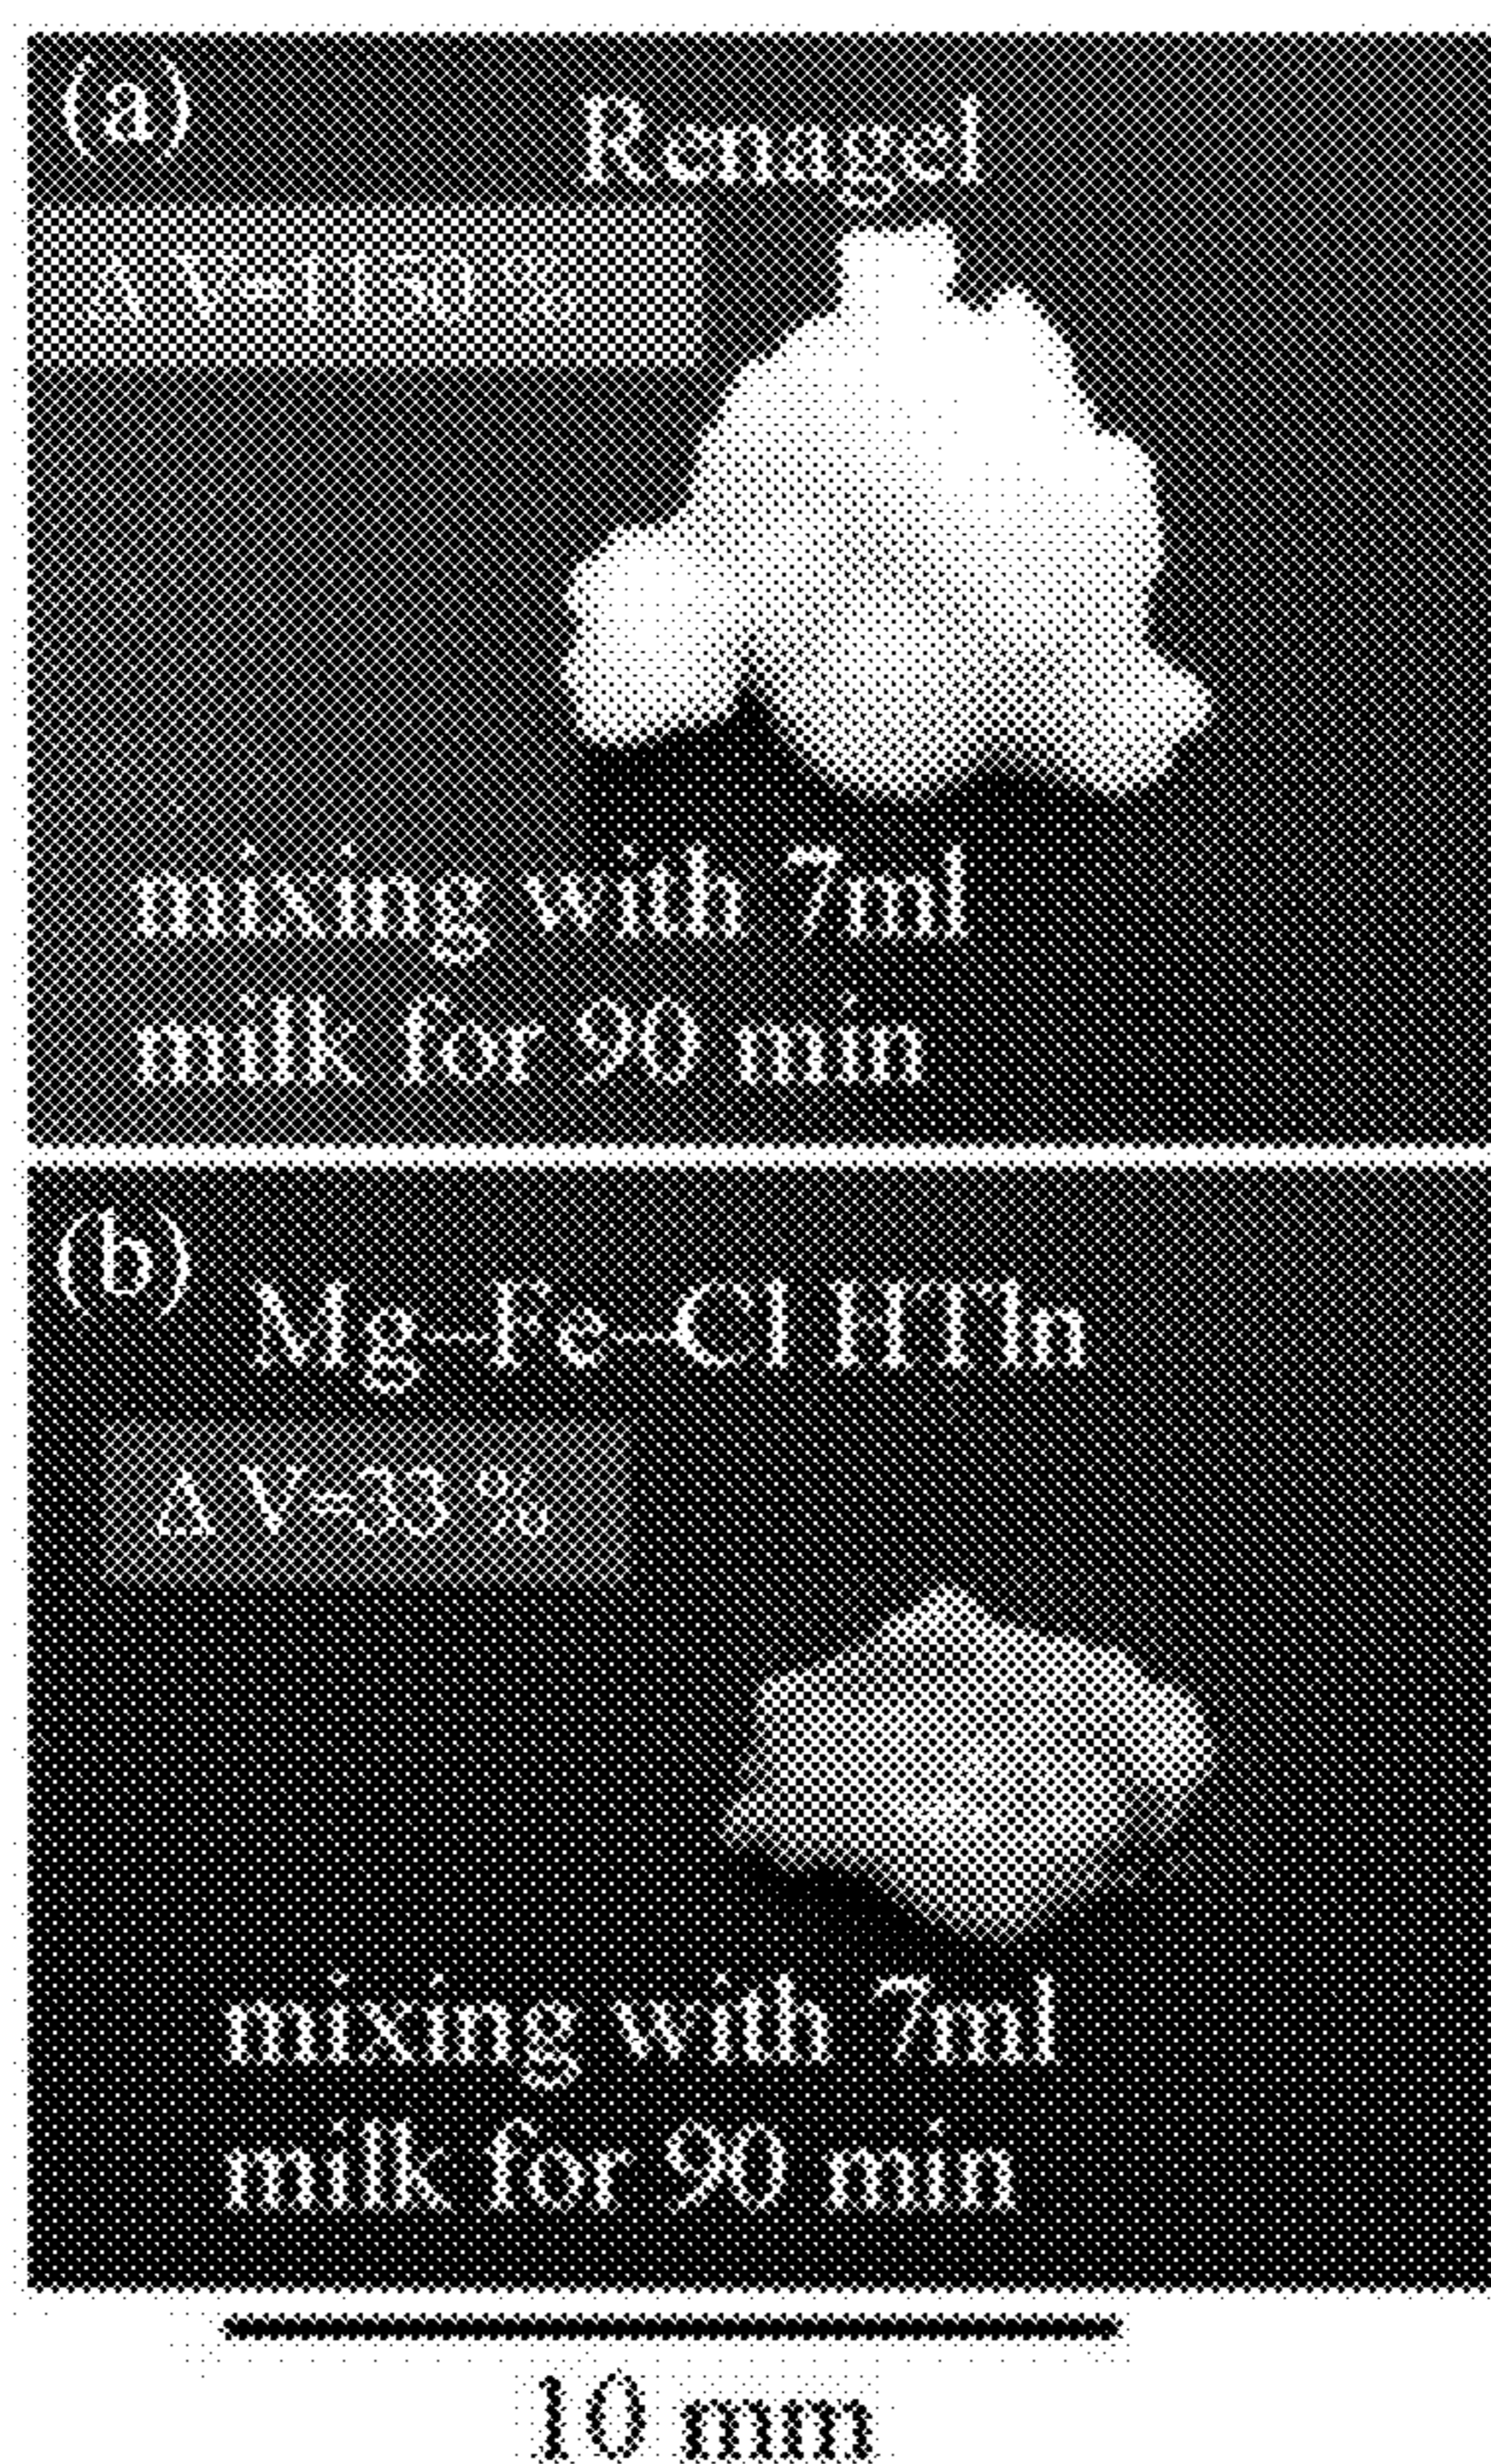 (a)
Renagel
Δ V=1150 %
mixing with 7ml
milk for 90 min
(b)
Mg–Fe–Cl HTln
Δ V=33 %
mixing with 7ml
milk for 90 min
10 mm